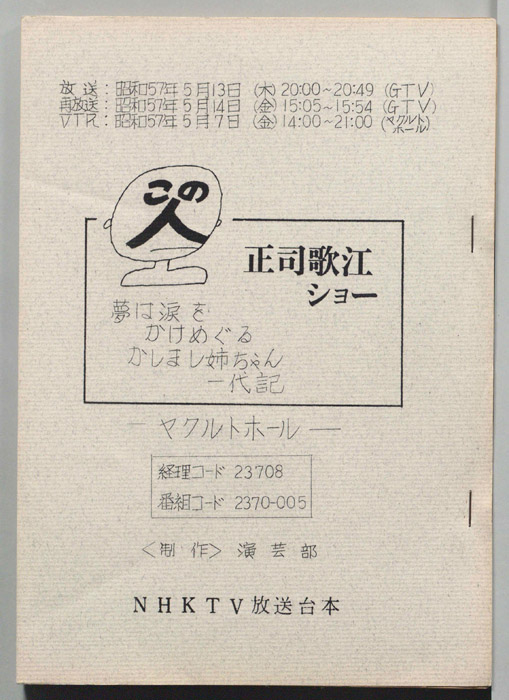 放送：昭和57年5月13日 (木) 20:00~20:49 (GTV)
再放送：昭和57年5月14日 (金) 15:05~15:54 (GTV)
VTR：昭和57年5月7日 (金) 14:00~21:00 (ヤクルトホール)
この
人
正司歌江
ショー
夢は涙を
かけめぐる
かしまし姉ちゃん
一代記
― ヤクルトホール ―
経理コード 23708
番組コード 2370-005
〈制作〉 演芸部
NHKTV放送台本